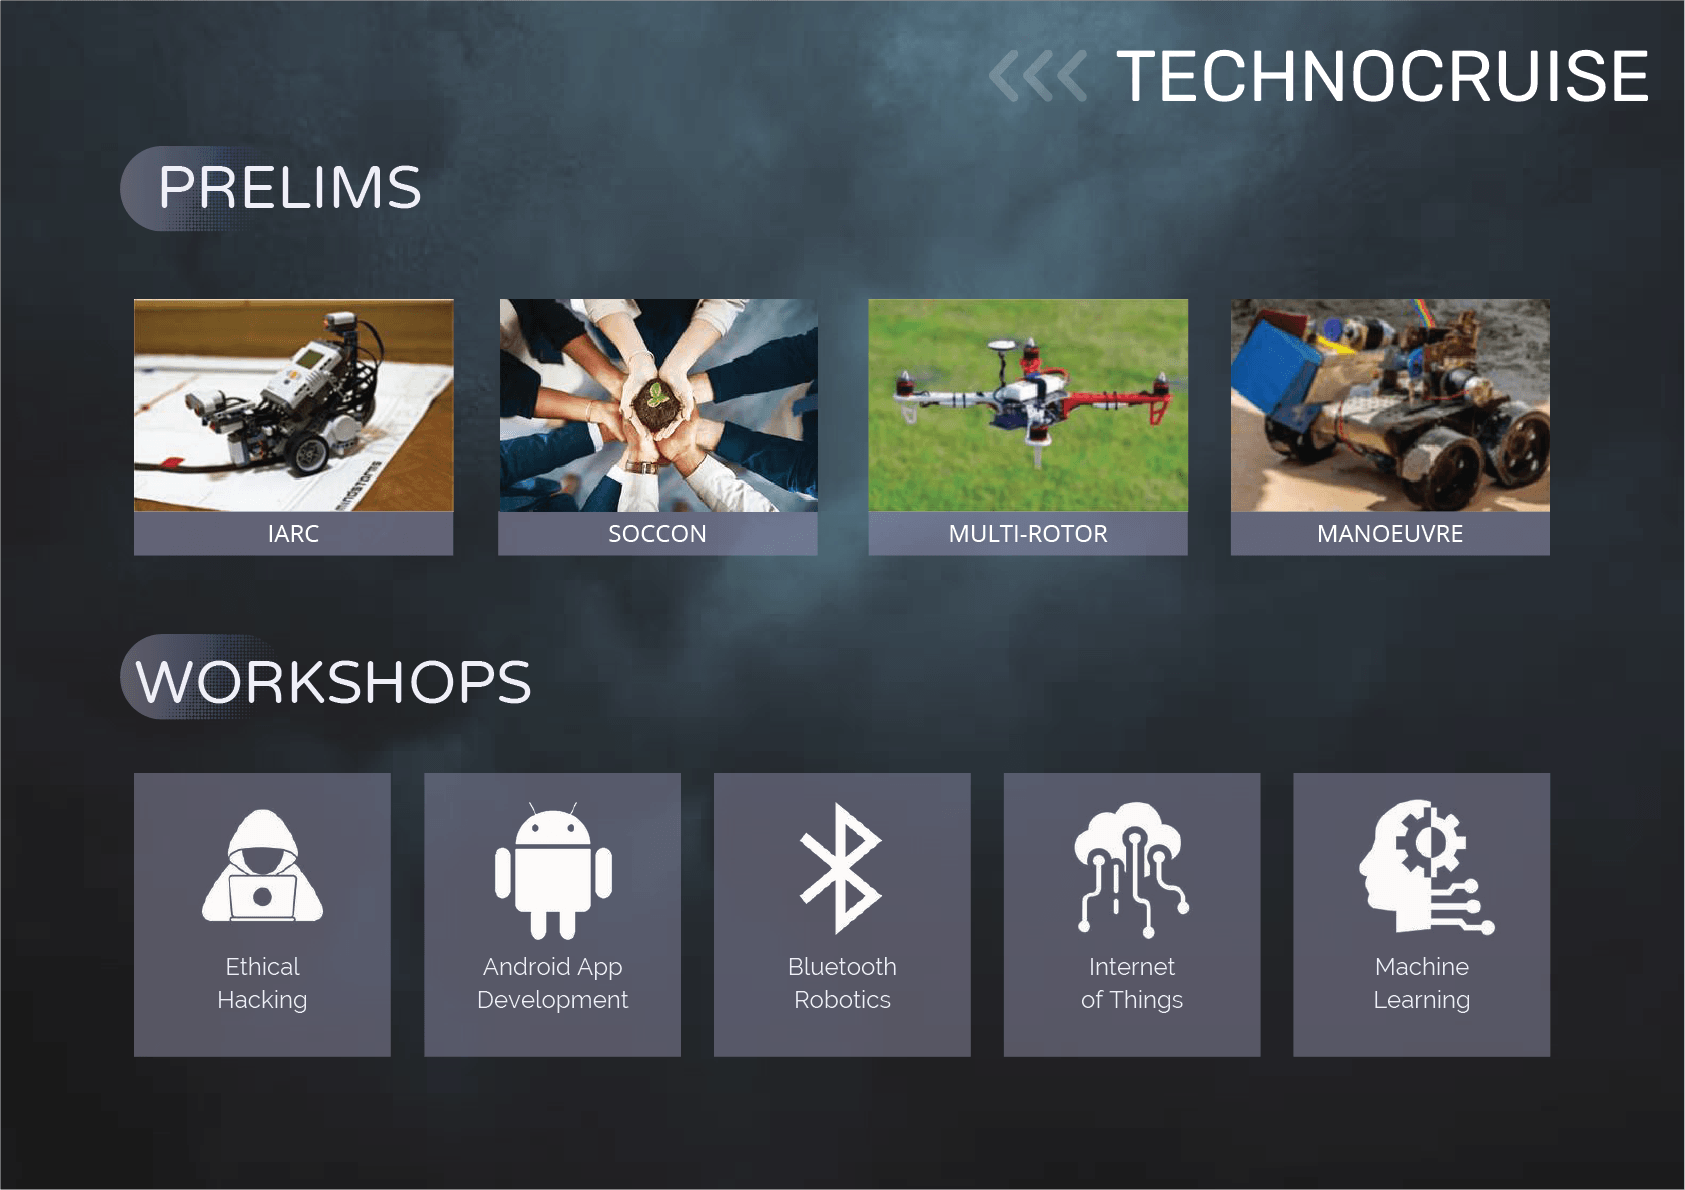 TECHNOCRUISE
PRELIMS
MINDSTORMS
IARC
SOCCON
MULTI-ROTOR
MANOEUVRE
WORKSHOPS
Ethical
Hacking
Android App
Development
Bluetooth
Robotics
Internet
of Things
Machine
Learning